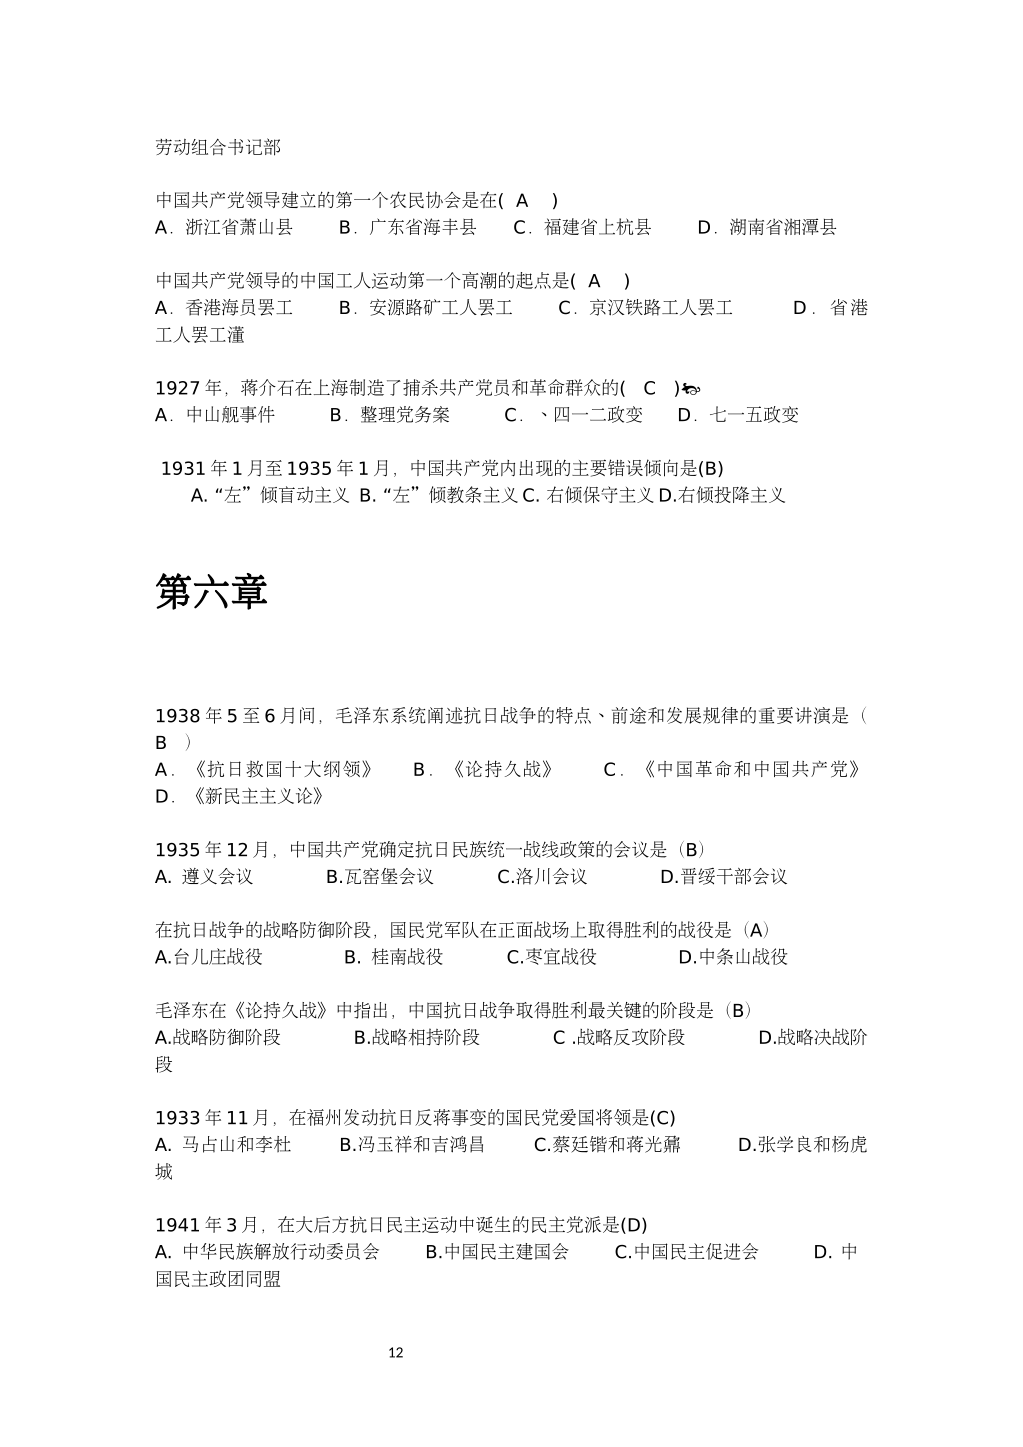 劳动组合书记部
中国共产党领导建立的第一个农民协会是在( A )
A．浙江省萧山县 B．广东省海丰县 C．福建省上杭县 D．湖南省湘潭县
中国共产党领导的中国工人运动第一个高潮的起点是( A )
A．香港海员罢工 B．安源路矿工人罢工 C．京汉铁路工人罢工 D．省港
工人罢工瀍
1927 年，蒋介石在上海制造了捕杀共产党员和革命群众的( C )
A．中山舰事件 B．整理党务案 C．、四一二政变 D．七一五政变
1931 年 1 月至 1935 年 1 月，中国共产党内出现的主要错误倾向是(B)
A. “左”倾盲动主义 B. “左”倾教条主义 C. 右倾保守主义 D.右倾投降主义
第六章
1938 年 5 至 6 月间，毛泽东系统阐述抗日战争的特点、前途和发展规律的重要讲演是（
B ）
A．《抗日救国十大纲领》 B．《论持久战》 C．《中国革命和中国共产党》
D．《新民主主义论》
1935 年 12 月，中国共产党确定抗日民族统一战线政策的会议是（B）
A. 遵义会议 B.瓦窑堡会议 C.洛川会议 D.晋绥干部会议
在抗日战争的战略防御阶段，国民党军队在正面战场上取得胜利的战役是（A）
A.台儿庄战役 B. 桂南战役 C.枣宜战役 D.中条山战役
毛泽东在《论持久战》中指出，中国抗日战争取得胜利最关键的阶段是（B）
A.战略防御阶段 B.战略相持阶段 C .战略反攻阶段 D.战略决战阶
段
1933 年 11 月，在福州发动抗日反蒋事变的国民党爱国将领是(C)
A. 马占山和李杜 B.冯玉祥和吉鸿昌 C.蔡廷锴和蒋光鼐 D.张学良和杨虎
城
1941 年 3 月，在大后方抗日民主运动中诞生的民主党派是(D)
A. 中华民族解放行动委员会 B.中国民主建国会 C.中国民主促进会 D. 中
国民主政团同盟
12